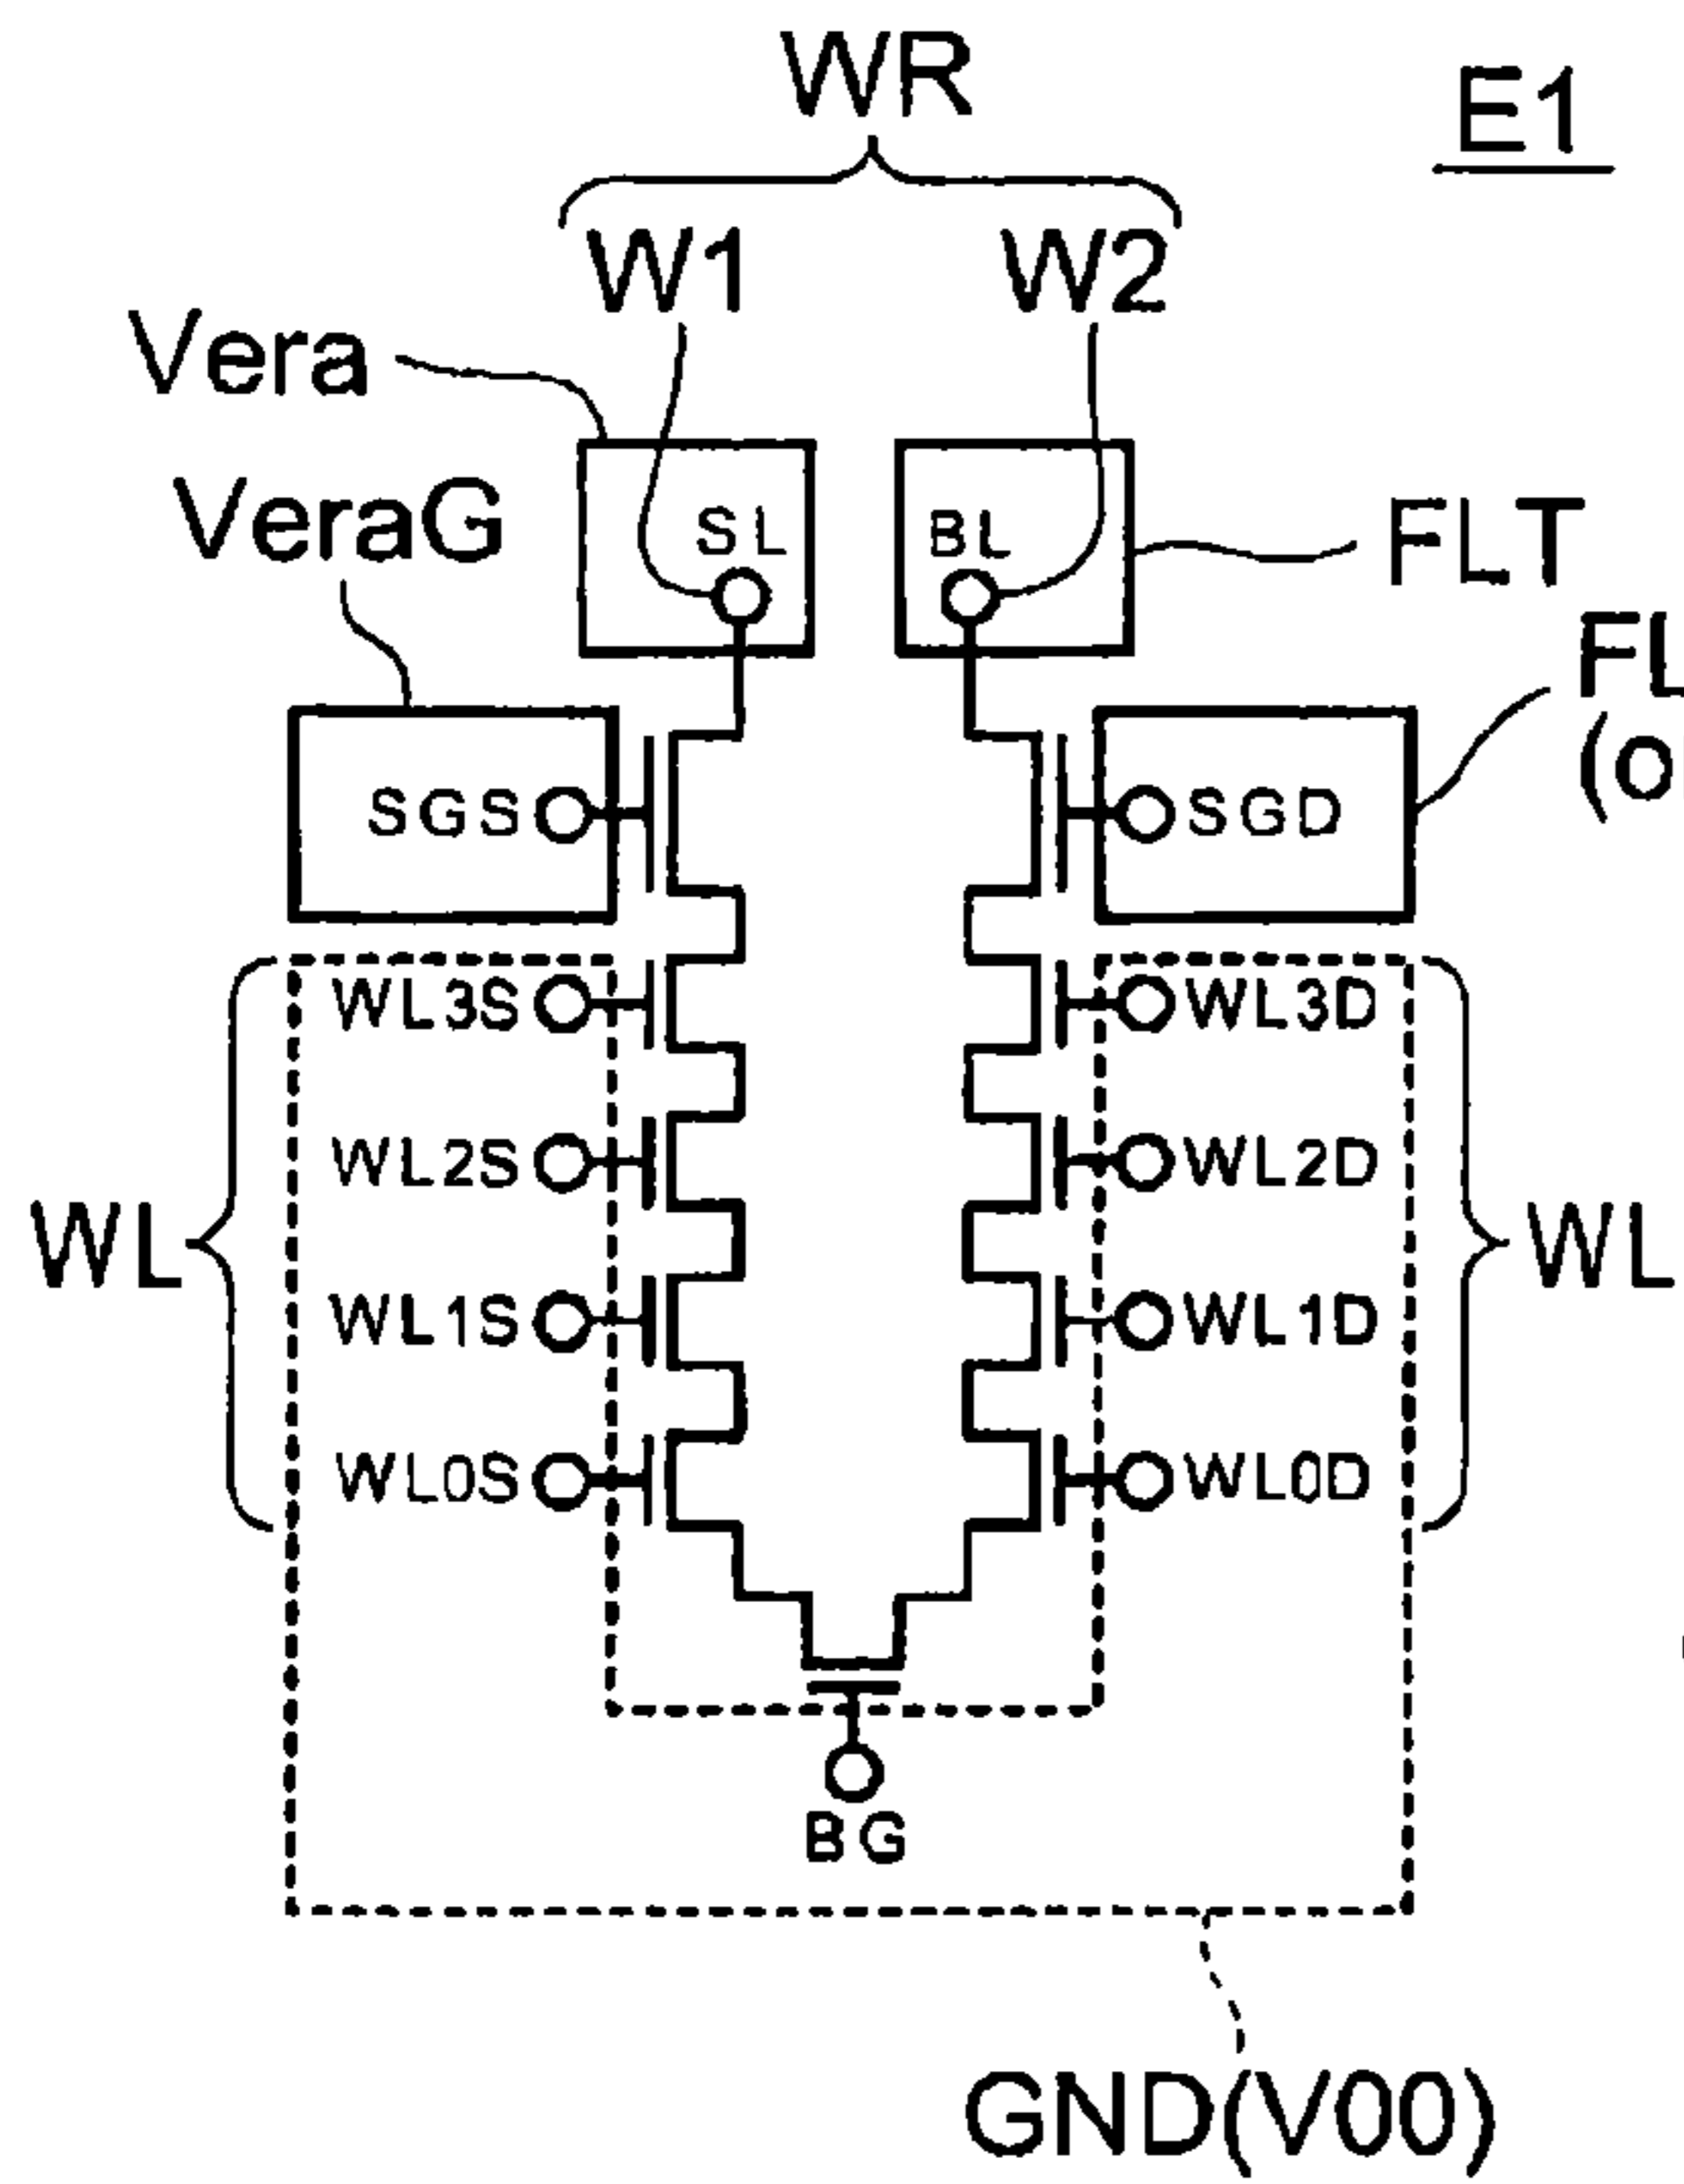 WR
E1
W1 W2
Vera
VeraG
SL BL
FLT
SGS SGD
WL3S WL3D
WL2S WL2D
WL WL
WL1S WL1D
WL0S WL0D
BG
GND(V00)